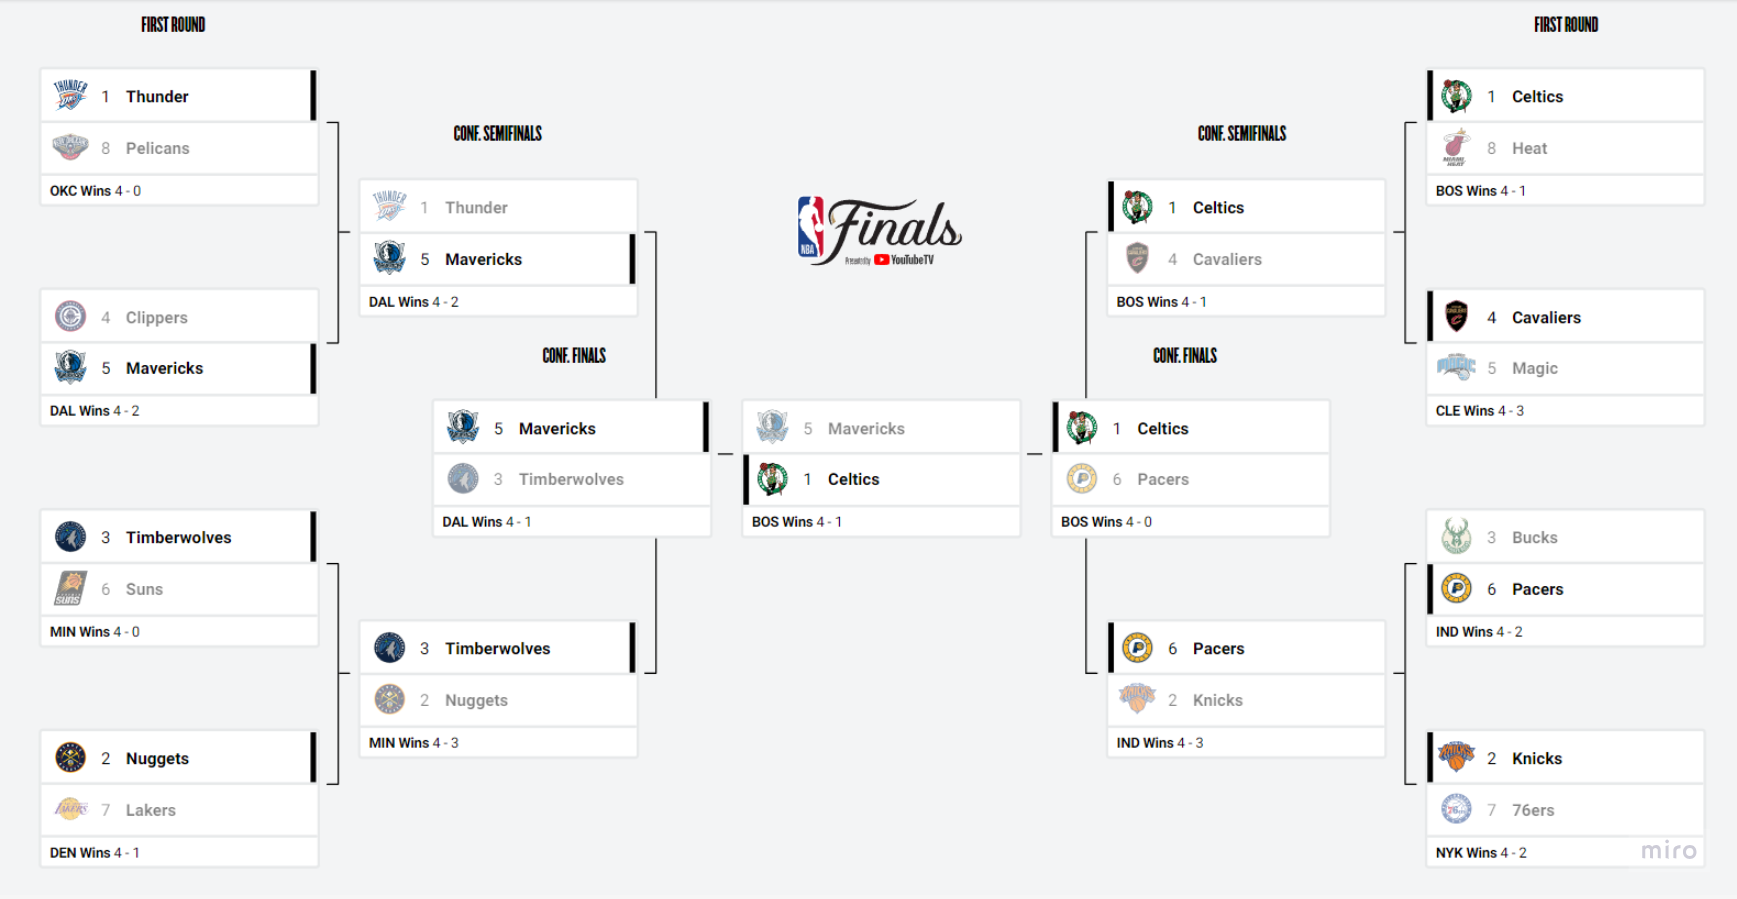 FIRST ROUND
1 Thunder
8 Pelicans
OKC Wins 4 - 0
4 Clippers
5 Mavericks
DAL Wins 4 - 2
3 Timberwolves
6 Suns
MIN Wins 4 - 0
2 Nuggets
7 Lakers
DEN Wins 4 - 1
CONF. SEMIFINALS
1 Thunder
5 Mavericks
DAL Wins 4 - 2
3 Timberwolves
2 Nuggets
MIN Wins 4 - 3
CONF. FINALS
5 Mavericks
3 Timberwolves
DAL Wins 4 - 1
NBA Finals
Presented by YouTubeTV
5 Mavericks
1 Celtics
BOS Wins 4 - 1
CONF. FINALS
1 Celtics
6 Pacers
BOS Wins 4 - 0
CONF. SEMIFINALS
1 Celtics
4 Cavaliers
BOS Wins 4 - 1
6 Pacers
2 Knicks
IND Wins 4 - 3
FIRST ROUND
1 Celtics
8 Heat
BOS Wins 4 - 1
4 Cavaliers
5 Magic
CLE Wins 4 - 3
3 Bucks
6 Pacers
IND Wins 4 - 2
2 Knicks
7 76ers
NYK Wins 4 - 2
miro